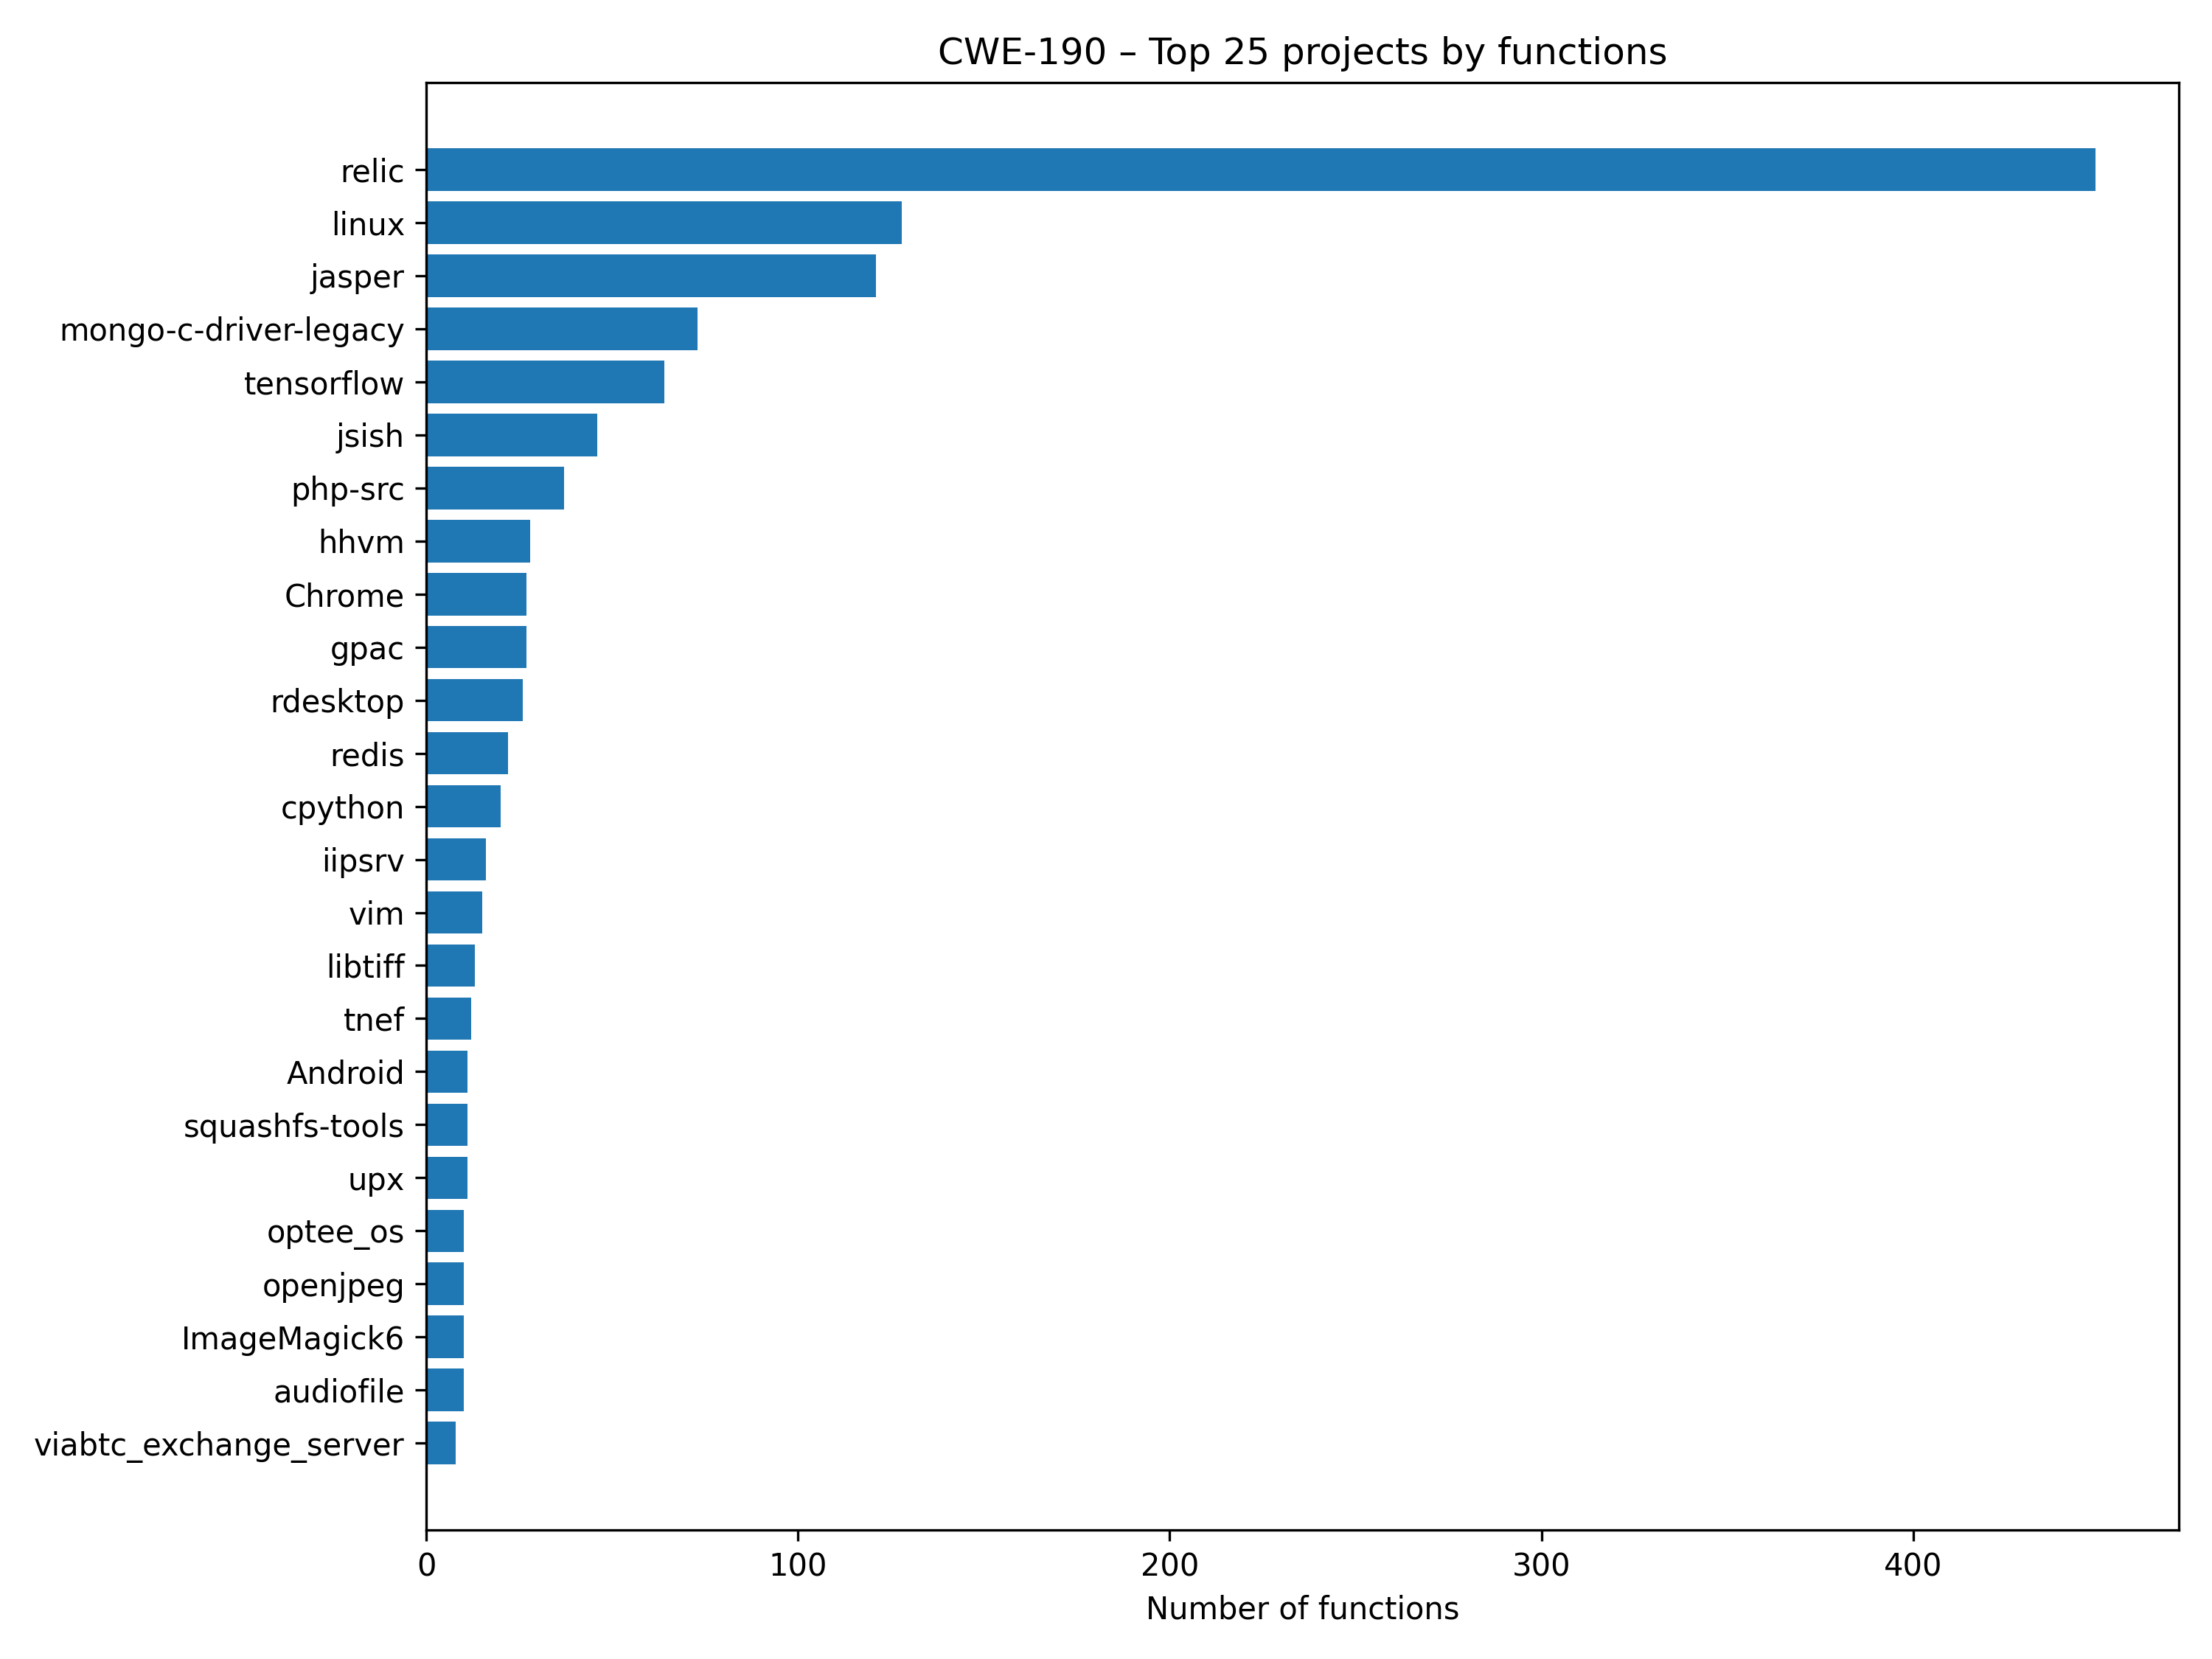 CWE-190 – Top 25 projects by functions
relic
linux
jasper
mongo-c-driver-legacy
tensorflow
jsish
php-src
hhvm
Chrome
gpac
rdesktop
redis
cpython
iipsrv
vim
libtiff
tnef
Android
squashfs-tools
upx
optee_os
openjpeg
ImageMagick6
audiofile
viabtc_exchange_server
0 100 200 300 400
Number of functions